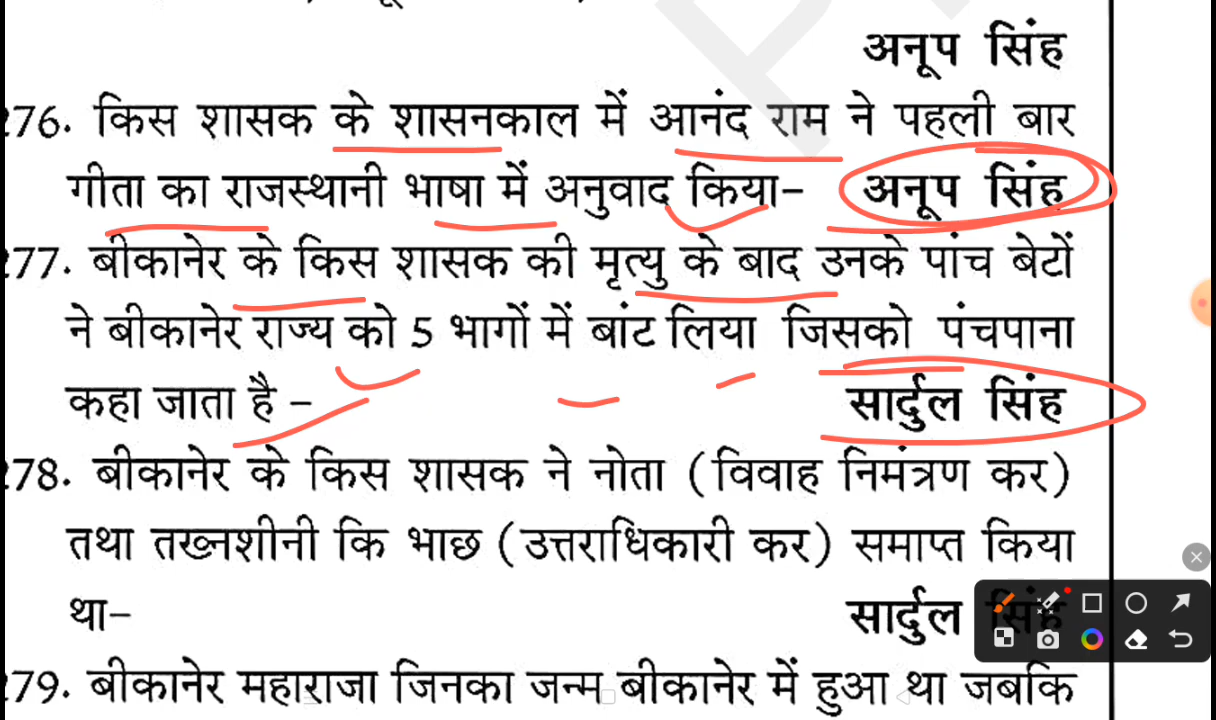 अनूप सिंह
276. किस शासक के शासनकाल में आनंद राम ने पहली बार
गीता का राजस्थानी भाषा में अनुवाद किया– अनूप सिंह
277. बीकानेर के किस शासक की मृत्यु के बाद उनके पांच बेटों
ने बीकानेर राज्य को 5 भागों में बांट लिया जिसको पंचपाना
कहा जाता है – सार्दुल सिंह
278. बीकानेर के किस शासक ने नोता (विवाह निमंत्रण कर)
तथा तख्नशीनी कि भाछ (उत्तराधिकारी कर) समाप्त किया
था– सार्दुल सिंह
279. बीकानेर महाराजा जिनका जन्म बीकानेर में हुआ था जबकि